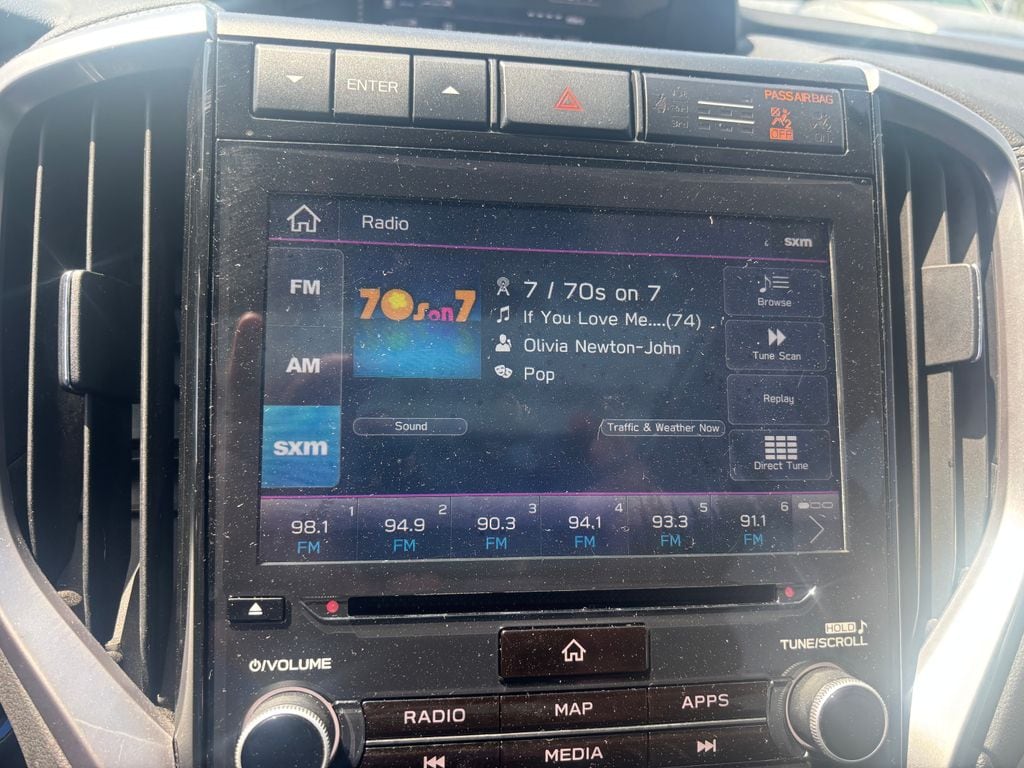 ENTER
PASS AIR BAG
OFF
Radio
sxm
FM
AM
sxm
70s on 7
7 / 70s on 7
If You Love Me....(74)
Olivia Newton-John
Pop
Browse
Tune Scan
Replay
Direct Tune
Sound
Traffic & Weather Now
1
98.1
FM
2
94.9
FM
3
90.3
FM
4
94.1
FM
5
93.3
FM
6
91.1
FM
HOLD
TUNE/SCROLL
/VOLUME
RADIO
MAP
APPS
MEDIA